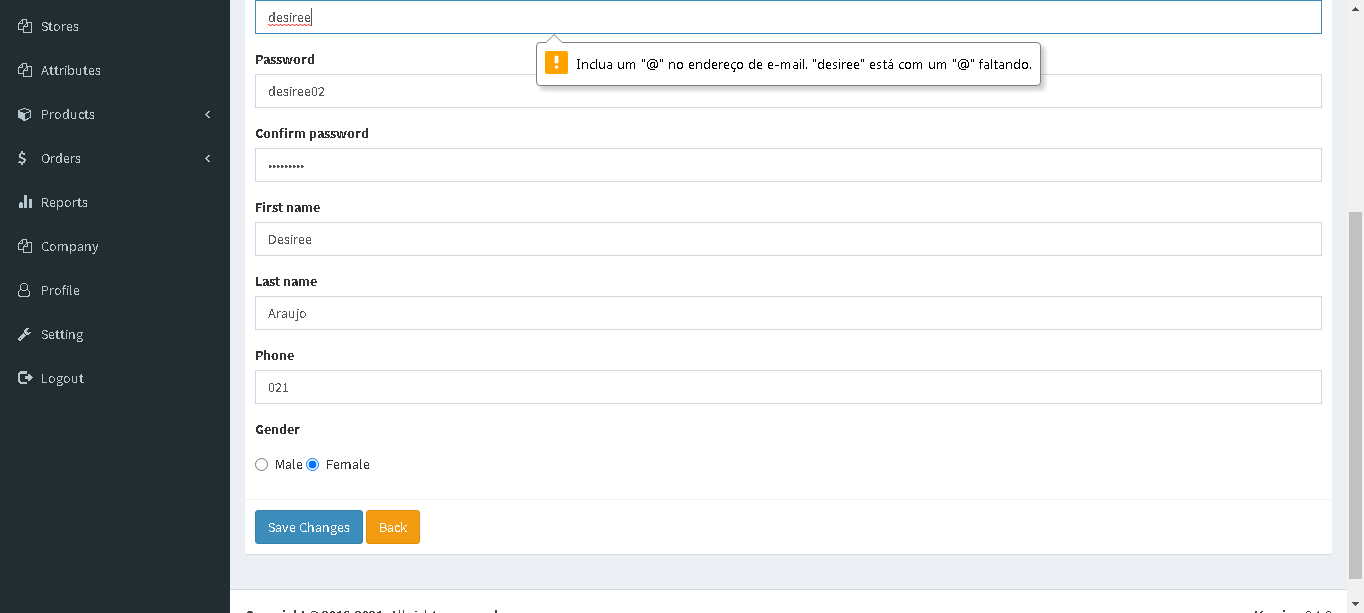 Stores
Attributes
Products
Orders
Reports
Company
Profile
Setting
Logout
desiree
Inclua um "@" no endereço de e-mail. "desiree" está com um "@" faltando.
Password
desiree02
Confirm password
•••••••••
First name
Desiree
Last name
Araujo
Phone
021
Gender
Male Female
Save Changes Back